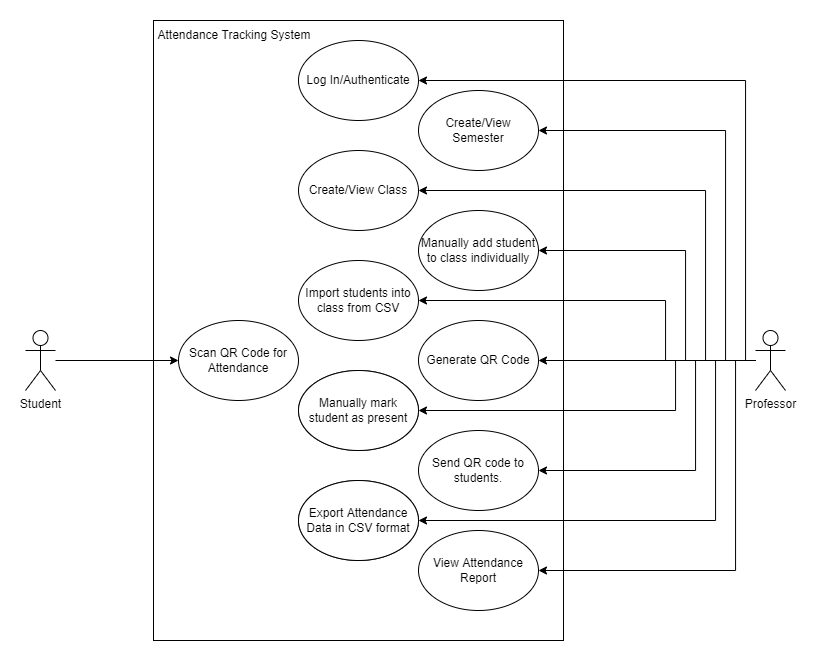 Attendance Tracking System
Log In/Authenticate
Create/View
Semester
Create/View Class
Manually add student
to class individually
Import students into
class from CSV
Scan QR Code for
Attendance
Generate QR Code
Student
Professor
Manually mark
student as present
Send QR code to
students.
Export Attendance
Data in CSV format
View Attendance
Report